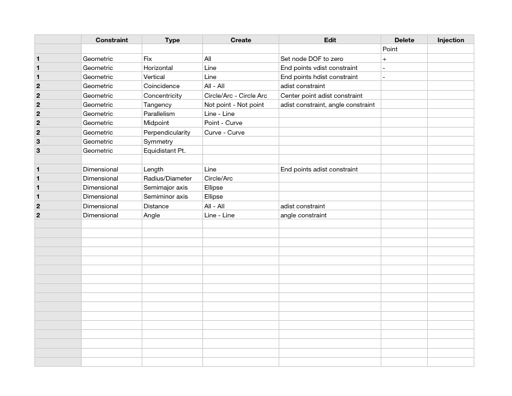 Constraint Type Create Edit Delete Injection
Point
1 Geometric Fix All Set node DOF to zero +
1 Geometric Horizontal Line End points vdist constraint -
1 Geometric Vertical Line End points hdist constraint -
2 Geometric Coincidence All - All adist constraint
2 Geometric Concentricity Circle/Arc - Circle Arc Center point adist constraint
2 Geometric Tangency Not point - Not point adist constraint, angle constraint
2 Geometric Parallelism Line - Line
2 Geometric Midpoint Point - Curve
2 Geometric Perpendicularity Curve - Curve
3 Geometric Symmetry
3 Geometric Equidistant Pt.
1 Dimensional Length Line End points adist constraint
1 Dimensional Radius/Diameter Circle/Arc
1 Dimensional Semimajor axis Ellipse
1 Dimensional Semiminor axis Ellipse
2 Dimensional Distance All - All adist constraint
2 Dimensional Angle Line - Line angle constraint